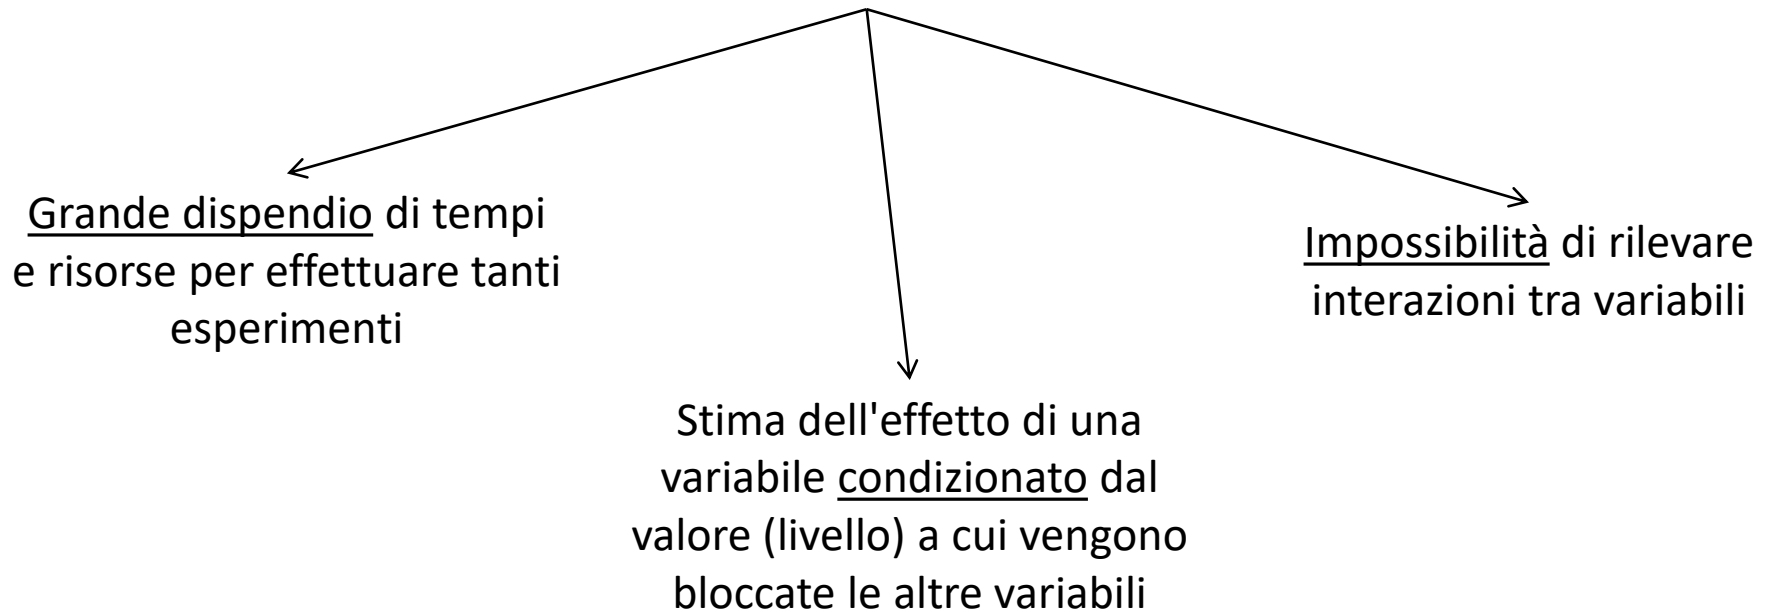 Grande dispendio di tempi
e risorse per effettuare tanti
esperimenti
Stima dell'effetto di una
variabile condizionato dal
valore (livello) a cui vengono
bloccate le altre variabili
Impossibilità di rilevare
interazioni tra variabili